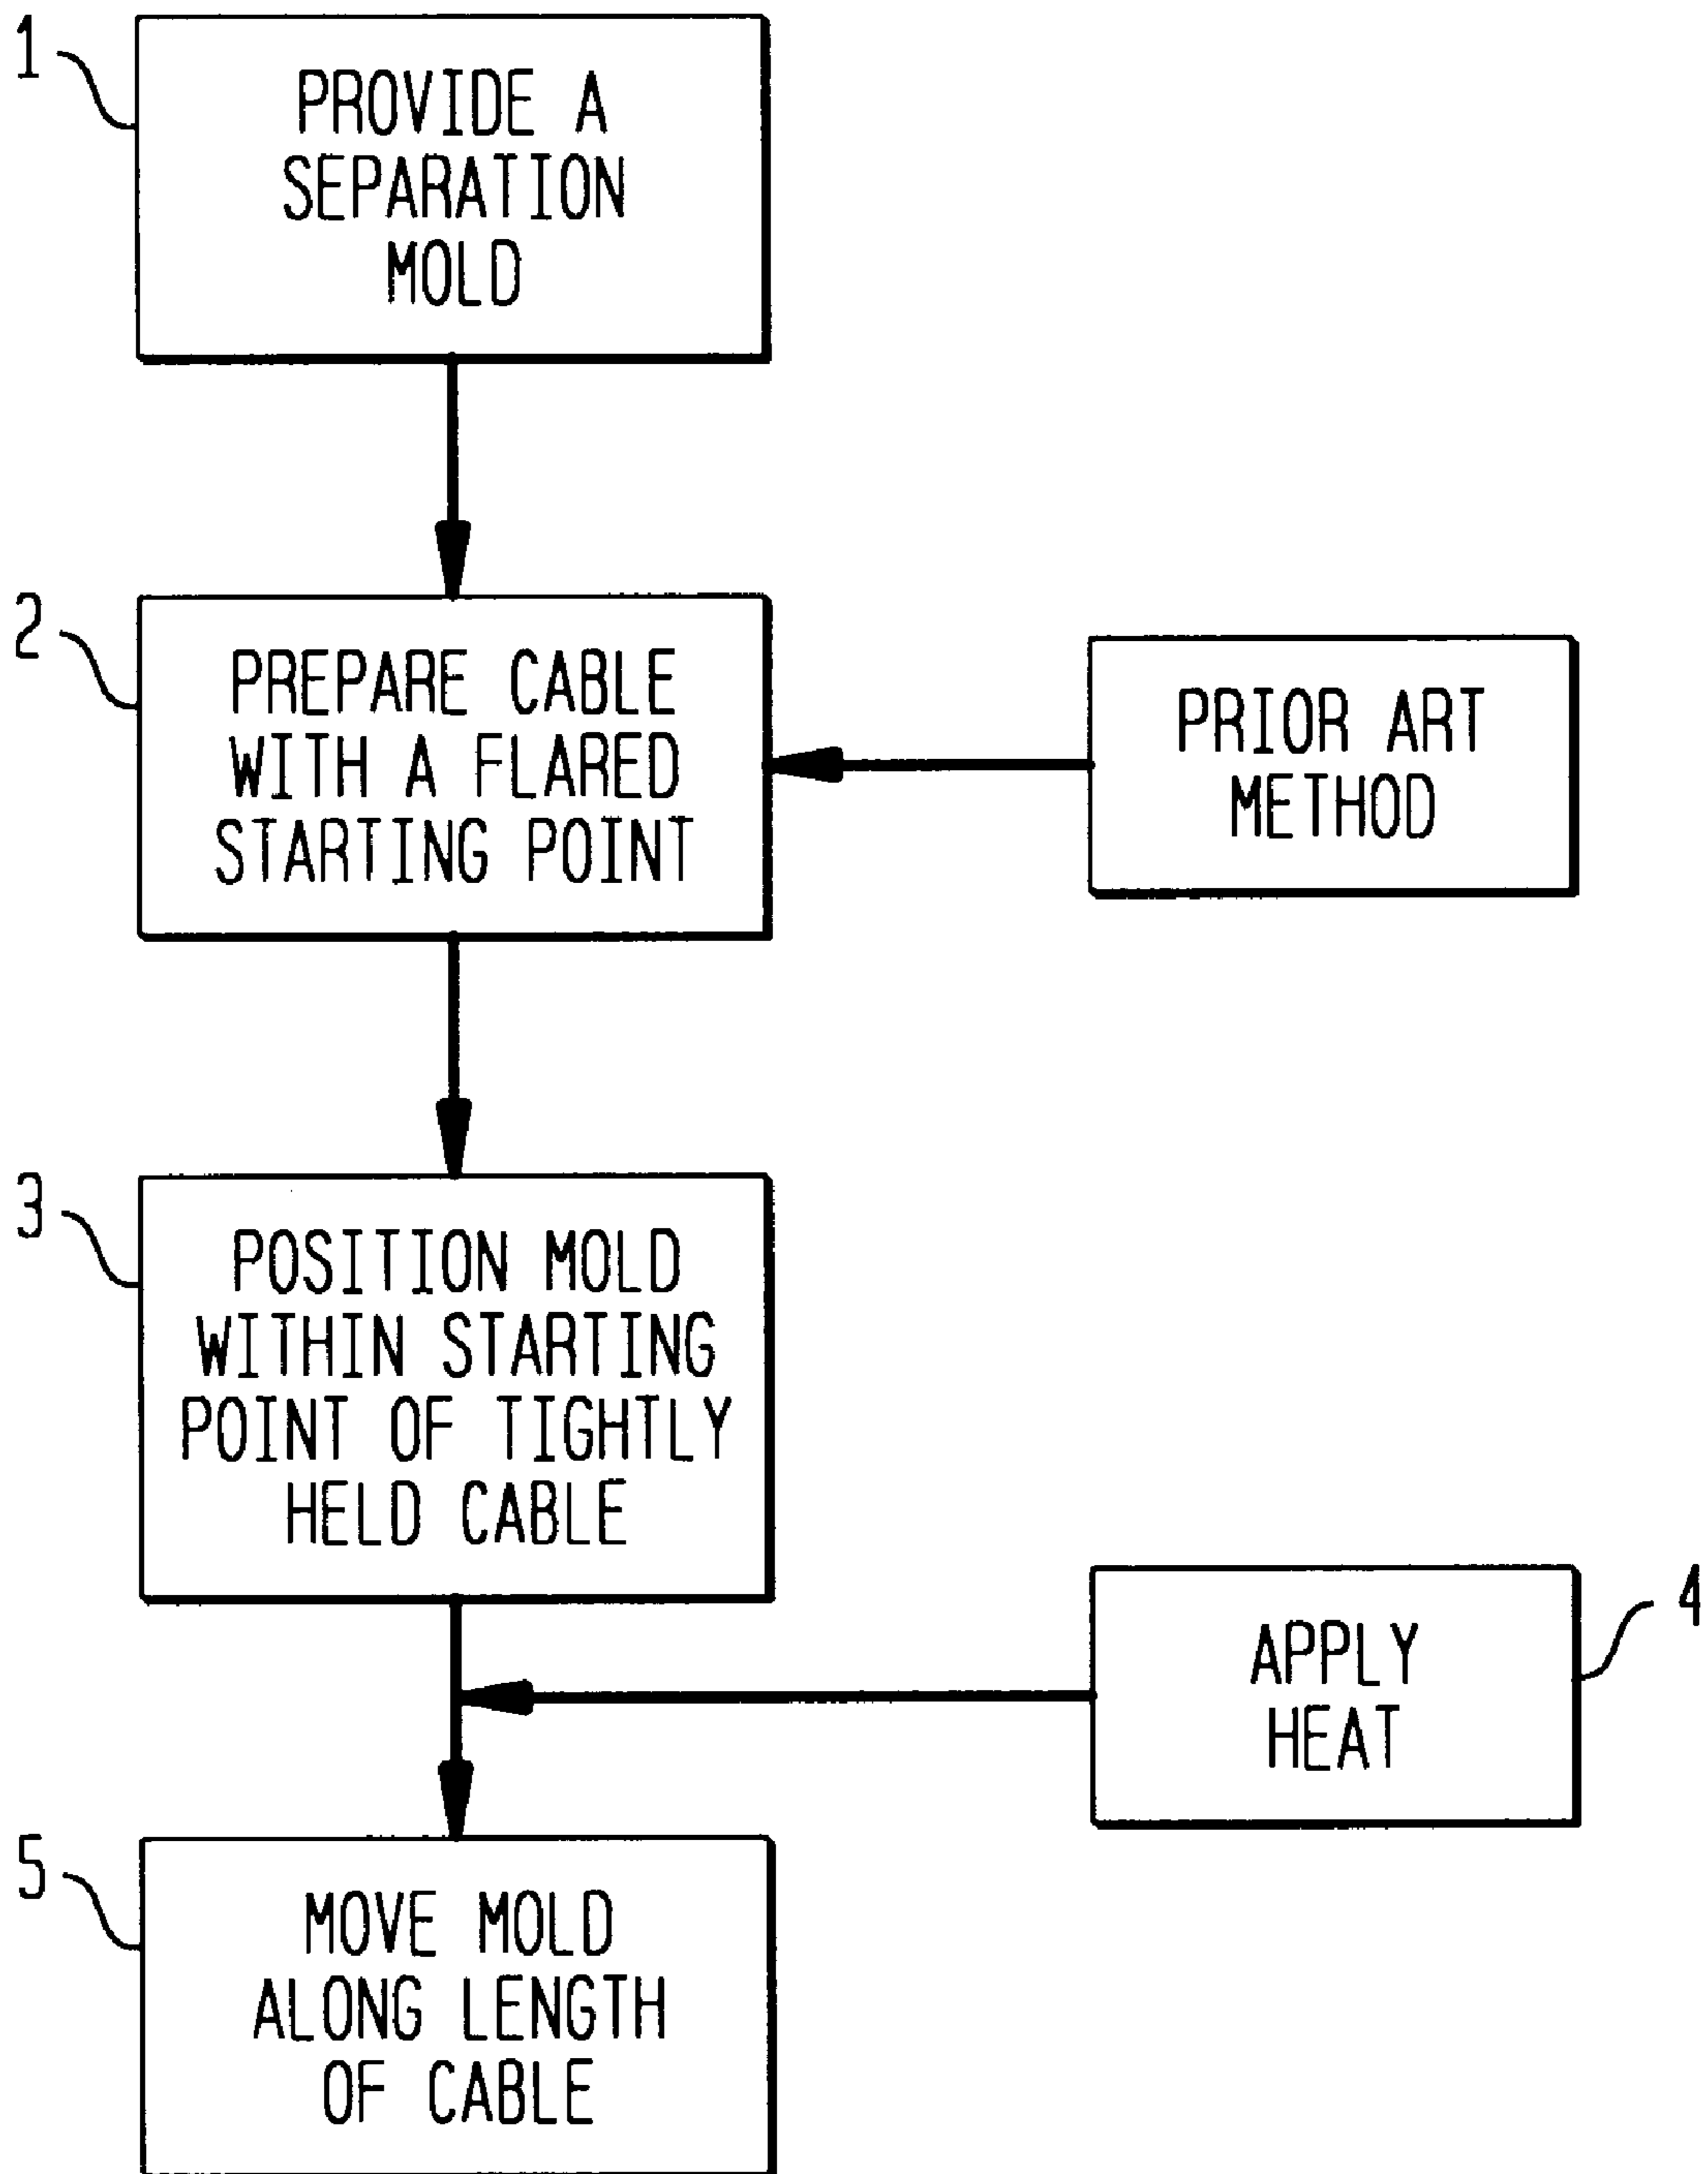 1
PROVIDE A
SEPARATION
MOLD
2
PREPARE CABLE
WITH A FLARED
STARTING POINT
PRIOR ART
METHOD
3
POSITION MOLD
WITHIN STARTING
POINT OF TIGHTLY
HELD CABLE
4
APPLY
HEAT
5
MOVE MOLD
ALONG LENGTH
OF CABLE